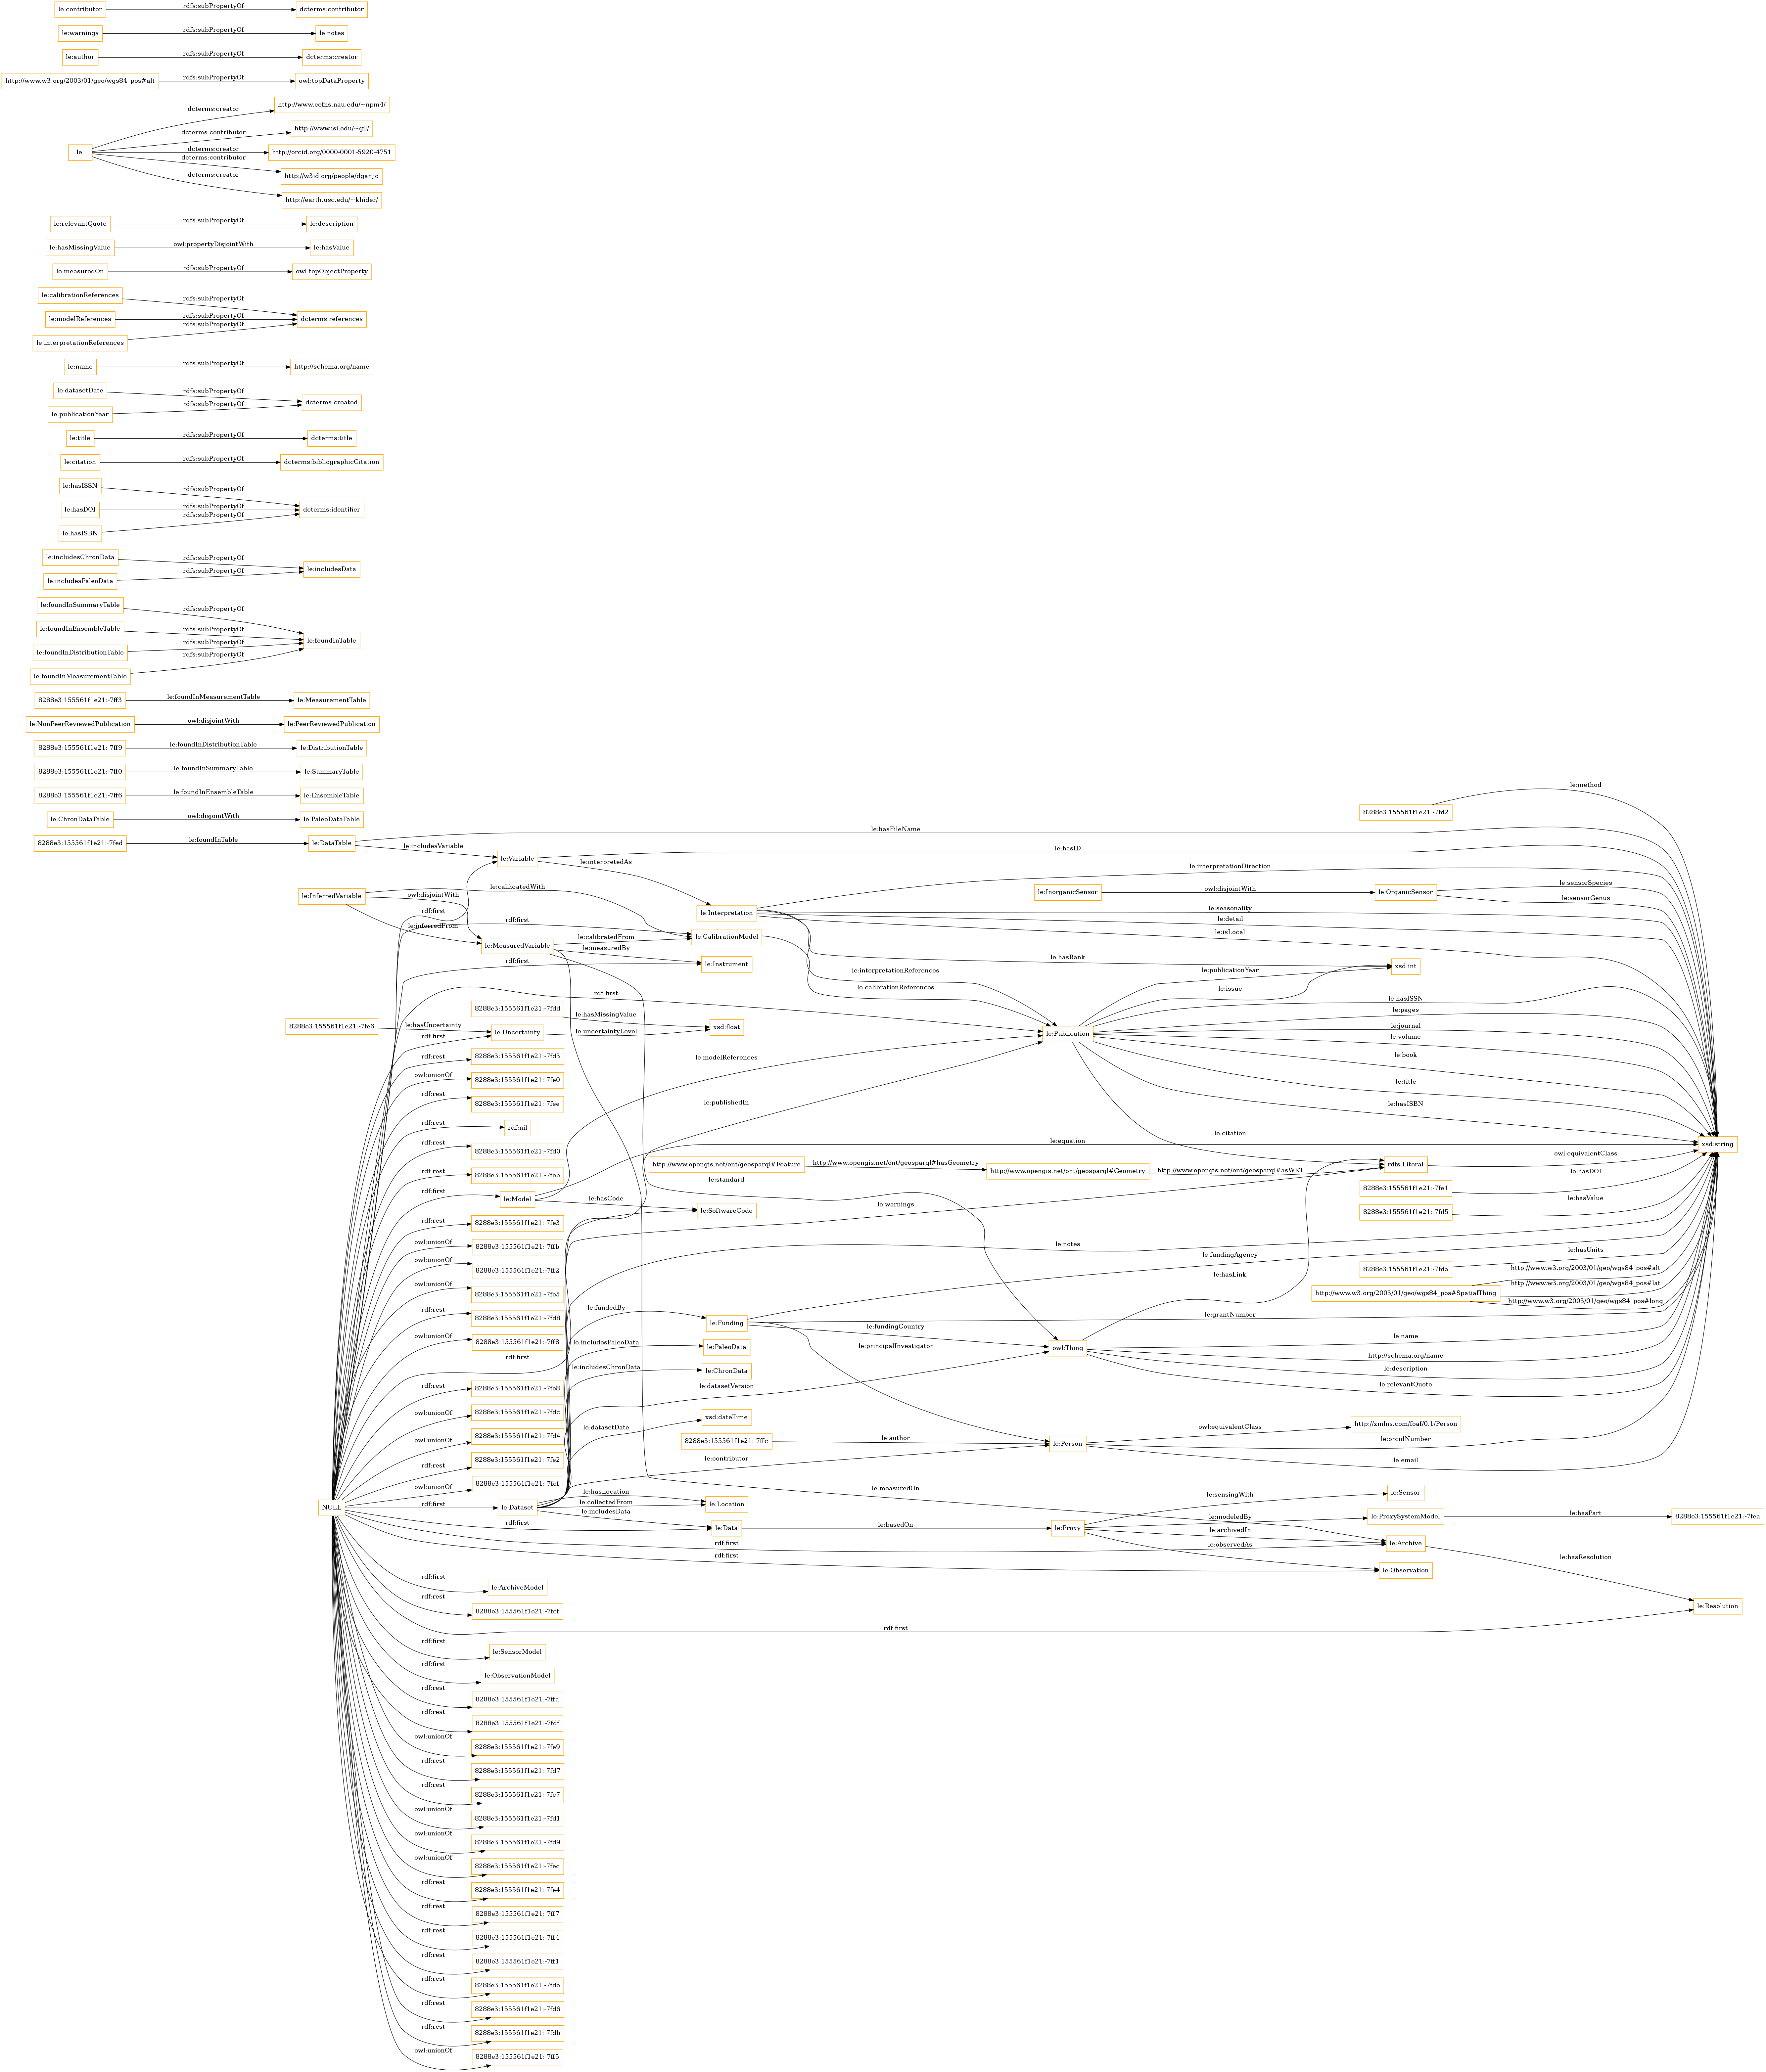 le:contributor
rdfs:subPropertyOf
dcterms:contributor
le:warnings
rdfs:subPropertyOf
le:notes
le:author
rdfs:subPropertyOf
dcterms:creator
http://www.w3.org/2003/01/geo/wgs84_pos#alt
rdfs:subPropertyOf
owl:topDataProperty
le:
dcterms:creator
http://www.cefns.nau.edu/~npm4/
dcterms:contributor
http://www.isi.edu/~gil/
dcterms:creator
http://orcid.org/0000-0001-5920-4751
dcterms:contributor
http://w3id.org/people/dgarijo
dcterms:creator
http://earth.usc.edu/~khider/
le:relevantQuote
rdfs:subPropertyOf
le:description
le:hasMissingValue
owl:propertyDisjointWith
le:hasValue
le:measuredOn
rdfs:subPropertyOf
owl:topObjectProperty
le:calibrationReferences
rdfs:subPropertyOf
le:modelReferences
rdfs:subPropertyOf
dcterms:references
le:interpretationReferences
rdfs:subPropertyOf
le:name
rdfs:subPropertyOf
http://schema.org/name
le:datasetDate
rdfs:subPropertyOf
dcterms:created
le:publicationYear
rdfs:subPropertyOf
le:title
rdfs:subPropertyOf
dcterms:title
le:citation
rdfs:subPropertyOf
dcterms:bibliographicCitation
le:hasISSN
rdfs:subPropertyOf
le:hasDOI
rdfs:subPropertyOf
dcterms:identifier
le:hasISBN
rdfs:subPropertyOf
le:includesChronData
rdfs:subPropertyOf
le:includesData
le:includesPaleoData
rdfs:subPropertyOf
le:foundInSummaryTable
rdfs:subPropertyOf
le:foundInEnsembleTable
rdfs:subPropertyOf
le:foundInTable
le:foundInDistributionTable
rdfs:subPropertyOf
le:foundInMeasurementTable
rdfs:subPropertyOf
8288e3:155561f1e21:-7ff3
le:foundInMeasurementTable
le:MeasurementTable
le:NonPeerReviewedPublication
owl:disjointWith
le:PeerReviewedPublication
8288e3:155561f1e21:-7ff9
le:foundInDistributionTable
le:DistributionTable
8288e3:155561f1e21:-7ff0
le:foundInSummaryTable
le:SummaryTable
8288e3:155561f1e21:-7ff6
le:foundInEnsembleTable
le:EnsembleTable
le:ChronDataTable
owl:disjointWith
le:PaleoDataTable
8288e3:155561f1e21:-7fed
le:foundInTable
le:DataTable
le:hasFileName
le:includesVariable
le:Variable
le:hasID
le:interpretedAs
le:method
8288e3:155561f1e21:-7fd2
le:interpretationDirection
le:InferredVariable
le:calibratedWith
owl:disjointWith
le:inferredFrom
rdf:first
rdf:first
le:InorganicSensor
owl:disjointWith
le:OrganicSensor
le:sensorSpecies
le:sensorGenus
le:Interpretation
le:seasonality
le:detail
le:isLocal
le:hasRank
le:interpretationReferences
le:MeasuredVariable
le:calibratedFrom
le:CalibrationModel
le:measuredBy
le:calibrationReferences
rdf:first
le:Instrument
xsd:int
le:publicationYear
le:issue
rdf:first
8288e3:155561f1e21:-7fdd
le:hasMissingValue
xsd:float
8288e3:155561f1e21:-7fe6
le:hasUncertainty
le:Uncertainty
le:uncertaintyLevel
rdf:first
le:Publication
le:hasISSN
le:pages
le:journal
le:volume
le:book
le:title
le:hasISBN
le:citation
rdf:rest
8288e3:155561f1e21:-7fd3
le:modelReferences
owl:unionOf
8288e3:155561f1e21:-7fe0
rdf:rest
8288e3:155561f1e21:-7fee
le:publishedIn
rdf:rest
rdf:nil
rdf:rest
8288e3:155561f1e21:-7fd0
le:equation
xsd:string
rdf:rest
8288e3:155561f1e21:-7feb
http://www.opengis.net/ont/geosparql#Feature
http://www.opengis.net/ont/geosparql#hasGeometry
http://www.opengis.net/ont/geosparql#Geometry
http://www.opengis.net/ont/geosparql#asWKT
rdfs:Literal
owl:equivalentClass
le:standard
8288e3:155561f1e21:-7fe1
le:hasDOI
rdf:first
le:Model
le:hasCode
le:SoftwareCode
le:warnings
8288e3:155561f1e21:-7fd5
le:hasValue
rdf:rest
8288e3:155561f1e21:-7fe3
owl:unionOf
8288e3:155561f1e21:-7ffb
le:notes
le:fundingAgency
le:hasUnits
owl:unionOf
8288e3:155561f1e21:-7ff2
8288e3:155561f1e21:-7fda
http://www.w3.org/2003/01/geo/wgs84_pos#alt
le:hasLink
owl:unionOf
8288e3:155561f1e21:-7fe5
http://www.w3.org/2003/01/geo/wgs84_pos#SpatialThing
http://www.w3.org/2003/01/geo/wgs84_pos#lat
http://www.w3.org/2003/01/geo/wgs84_pos#long
rdf:rest
8288e3:155561f1e21:-7fd8
le:fundedBy
le:Funding
le:grantNumber
le:fundingCountry
le:principalInvestigator
owl:unionOf
8288e3:155561f1e21:-7ff8
le:includesPaleoData
le:PaleoData
owl:Thing
le:name
http://schema.org/name
le:description
le:relevantQuote
rdf:first
le:includesChronData
le:ChronData
rdf:rest
8288e3:155561f1e21:-7fe8
le:datasetVersion
owl:unionOf
8288e3:155561f1e21:-7fdc
le:datasetDate
xsd:dateTime
owl:unionOf
8288e3:155561f1e21:-7fd4
8288e3:155561f1e21:-7ffc
le:author
le:Person
owl:equivalentClass
http://xmlns.com/foaf/0.1/Person
le:orcidNumber
le:email
rdf:rest
8288e3:155561f1e21:-7fe2
le:contributor
owl:unionOf
8288e3:155561f1e21:-7fef
le:measuredOn
NULL
rdf:first
le:Dataset
le:hasLocation
le:collectedFrom
le:Location
le:includesData
le:sensingWith
le:Sensor
rdf:first
le:Data
le:basedOn
le:Proxy
le:modeledBy
le:ProxySystemModel
le:hasPart
8288e3:155561f1e21:-7fea
le:archivedIn
le:Archive
rdf:first
le:observedAs
rdf:first
le:Observation
le:hasResolution
rdf:first
le:ArchiveModel
rdf:rest
8288e3:155561f1e21:-7fcf
le:Resolution
rdf:first
rdf:first
le:SensorModel
rdf:first
le:ObservationModel
rdf:rest
8288e3:155561f1e21:-7ffa
rdf:rest
8288e3:155561f1e21:-7fdf
owl:unionOf
8288e3:155561f1e21:-7fe9
rdf:rest
8288e3:155561f1e21:-7fd7
rdf:rest
8288e3:155561f1e21:-7fe7
owl:unionOf
8288e3:155561f1e21:-7fd1
owl:unionOf
8288e3:155561f1e21:-7fd9
owl:unionOf
8288e3:155561f1e21:-7fec
rdf:rest
8288e3:155561f1e21:-7fe4
rdf:rest
8288e3:155561f1e21:-7ff7
rdf:rest
8288e3:155561f1e21:-7ff4
rdf:rest
8288e3:155561f1e21:-7ff1
rdf:rest
8288e3:155561f1e21:-7fde
rdf:rest
8288e3:155561f1e21:-7fd6
rdf:rest
8288e3:155561f1e21:-7fdb
owl:unionOf
8288e3:155561f1e21:-7ff5